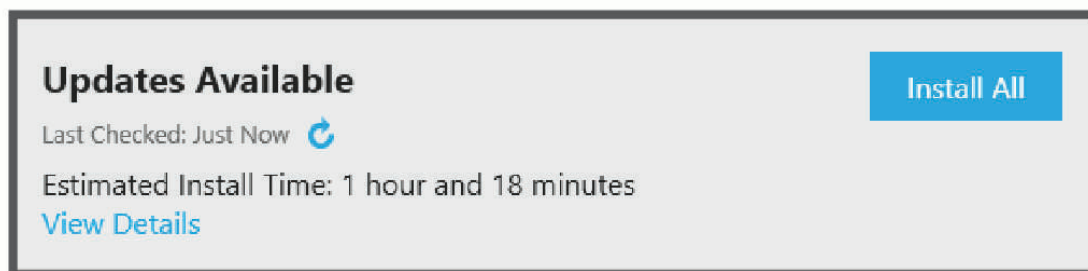 Updates Available
Install All
Last Checked: Just Now
Estimated Install Time: 1 hour and 18 minutes
View Details